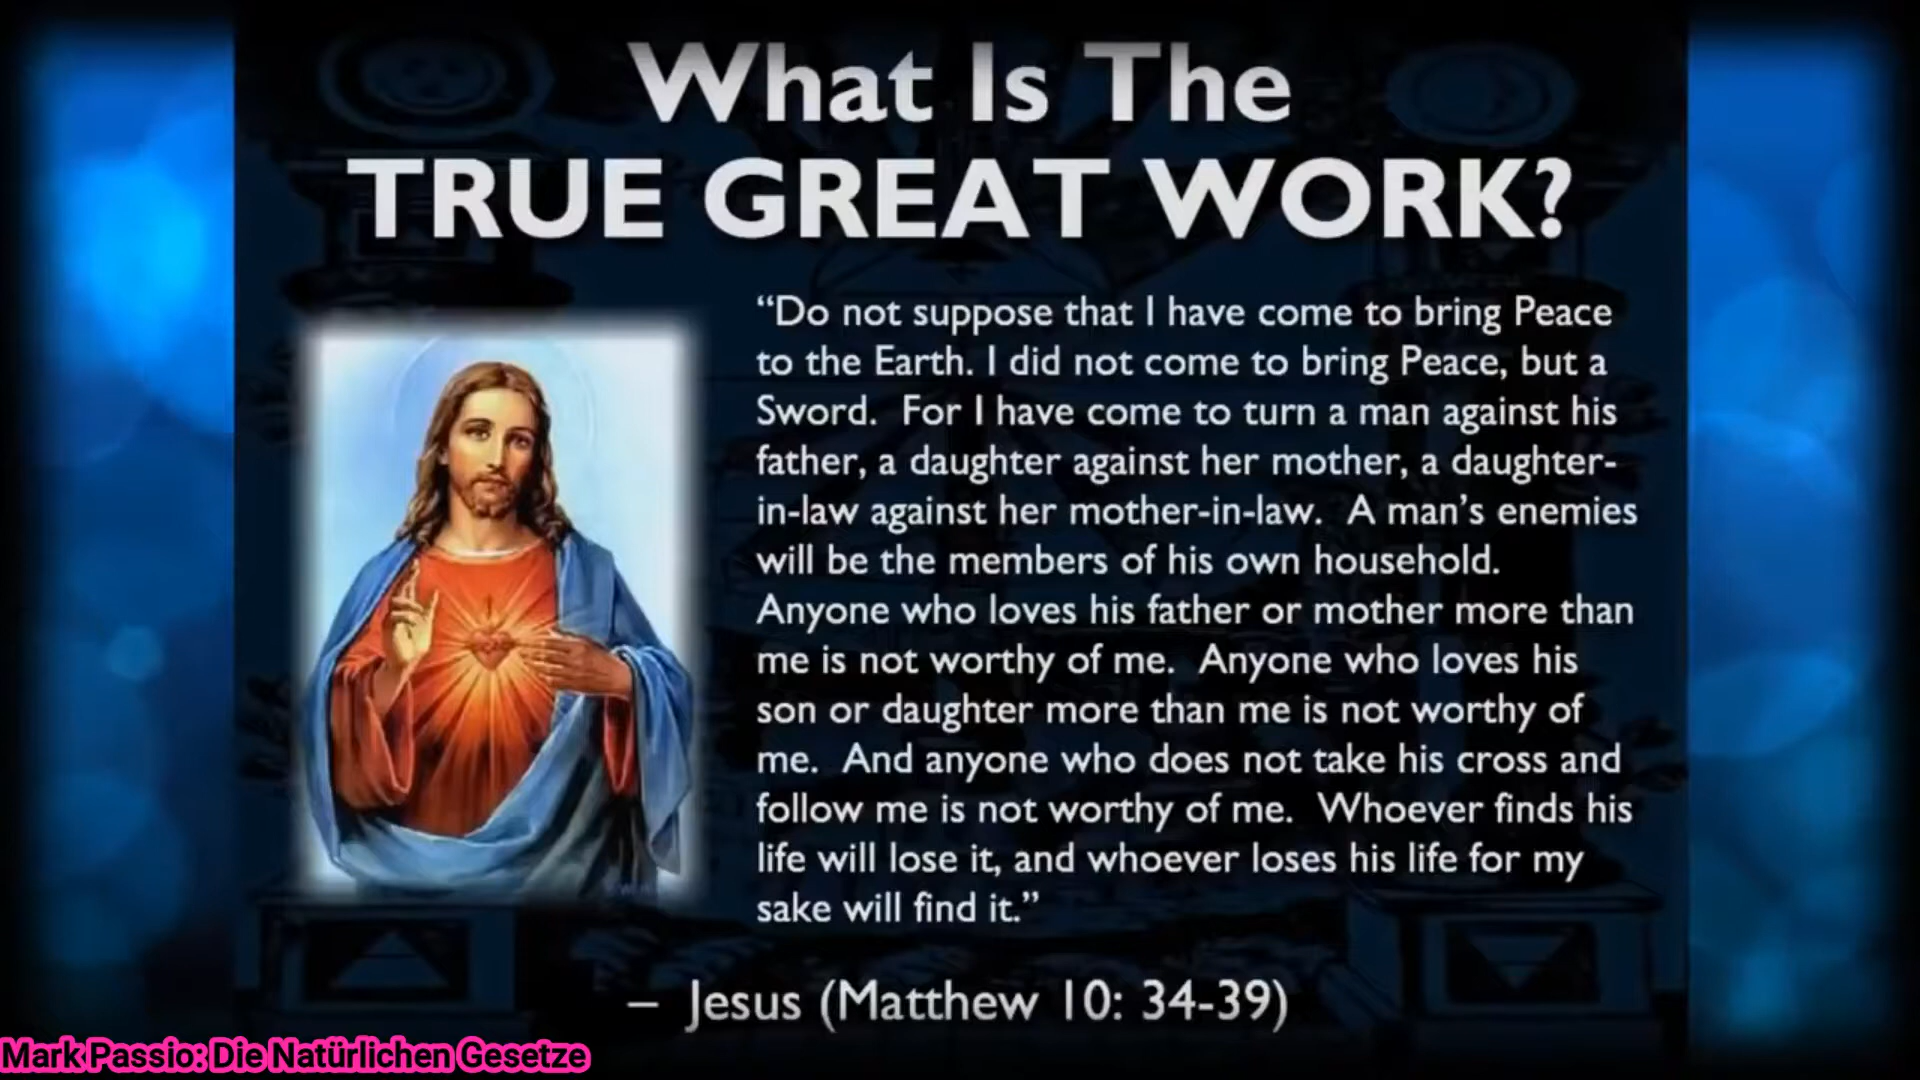 What Is The
TRUE GREAT WORK?
“Do not suppose that I have come to bring Peace
to the Earth. I did not come to bring Peace, but a
Sword.  For I have come to turn a man against his
father, a daughter against her mother, a daughter-
in-law against her mother-in-law.  A man’s enemies
will be the members of his own household.
Anyone who loves his father or mother more than
me is not worthy of me.  Anyone who loves his
son or daughter more than me is not worthy of
me.  And anyone who does not take his cross and
follow me is not worthy of me.  Whoever finds his
life will lose it, and whoever loses his life for my
sake will find it.”
– Jesus (Matthew 10: 34-39)
Mark Passio: Die Natürlichen Gesetze